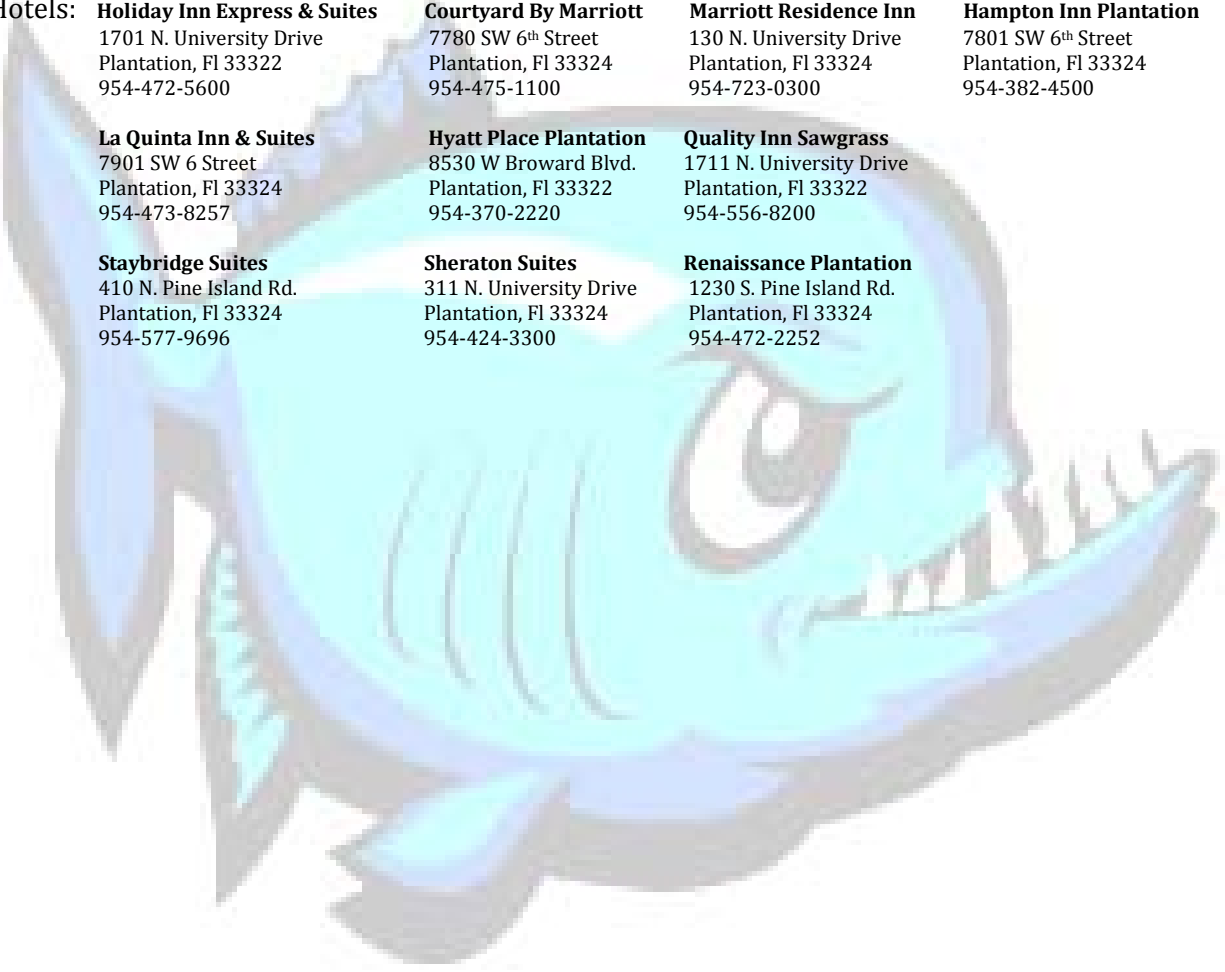 Hotels: Holiday Inn Express & Suites Courtyard By Marriott Marriott Residence Inn Hampton Inn Plantation
1701 N. University Drive 7780 SW 6th Street 130 N. University Drive 7801 SW 6th Street
Plantation, Fl 33322 Plantation, Fl 33324 Plantation, Fl 33324 Plantation, Fl 33324
954-472-5600 954-475-1100 954-723-0300 954-382-4500
La Quinta Inn & Suites Hyatt Place Plantation Quality Inn Sawgrass
7901 SW 6 Street 8530 W Broward Blvd. 1711 N. University Drive
Plantation, Fl 33324 Plantation, Fl 33322 Plantation, Fl 33322
954-473-8257 954-370-2220 954-556-8200
Staybridge Suites Sheraton Suites Renaissance Plantation
410 N. Pine Island Rd. 311 N. University Drive 1230 S. Pine Island Rd.
Plantation, Fl 33324 Plantation, Fl 33324 Plantation, Fl 33324
954-577-9696 954-424-3300 954-472-2252